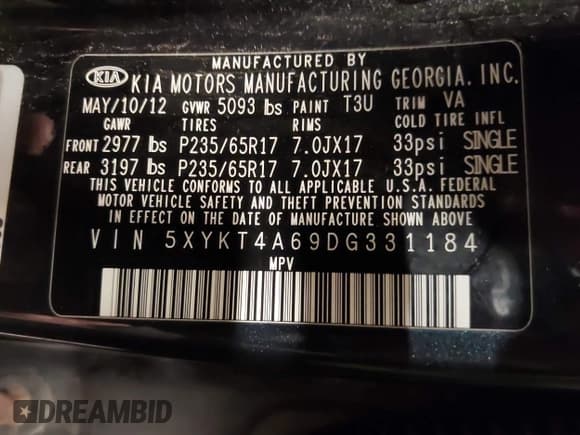 MANUFACTURED BY
KIA KIA MOTORS MANUFACTURING GEORGIA, INC.
MAY/10/12 GVWR 5093 lbs PAINT T3U TRIM VA
GAWR TIRES RIMS COLD TIRE INFL
FRONT 2977 lbs P235/65R17 7.0JX17 33psi SINGLE
REAR 3197 lbs P235/65R17 7.0JX17 33psi SINGLE
THIS VEHICLE CONFORMS TO ALL APPLICABLE U.S.A. FEDERAL
MOTOR VEHICLE SAFETY AND THEFT PREVENTION STANDARDS
IN EFFECT ON THE DATE OF MANUFACTURE SHOWN ABOVE
VIN 5XYKT4A69DG331184
MPV
DREAMBID